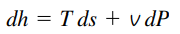 dh = T ds + v dP